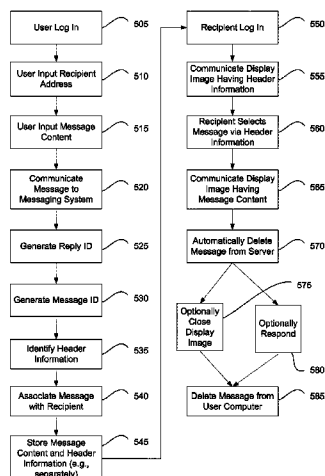 User Log In
505
User Input Recipient
Address
510
User Input Message
Content
515
Communicate
Message to
Messaging System
520
Generate Reply ID
525
Generate Message ID
530
Identify Header
Information
535
Associate Message
with Recipient
540
Store Message
Content and Header
Information (e.g.,
separately)
545
Recipient Log In
550
Communicate Display
Image Having Header
Information
555
Recipient Selects
Message via Header
Information
560
Communicate Display
Image Having
Message Content
565
Automatically Delete
Message from Server
570
Optionally
Close
Display
Image
575
Optionally
Respond
580
Delete Message from
User Computer
585